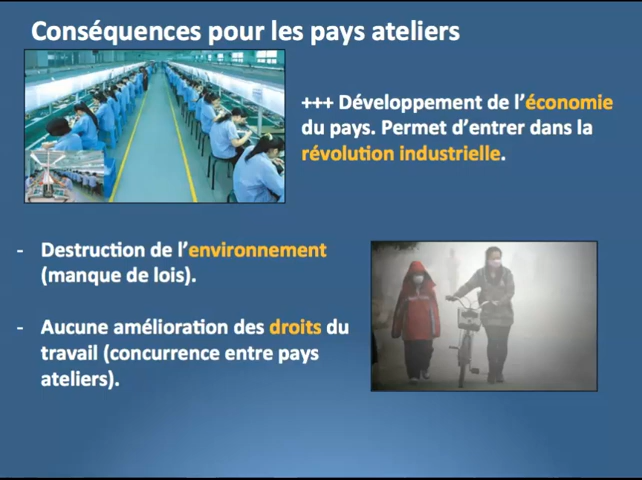 Conséquences pour les pays ateliers
+++ Développement de l'économie
du pays. Permet d'entrer dans la
révolution industrielle.
- Destruction de l'environnement
(manque de lois).
- Aucune amélioration des droits du
travail (concurrence entre pays
ateliers).